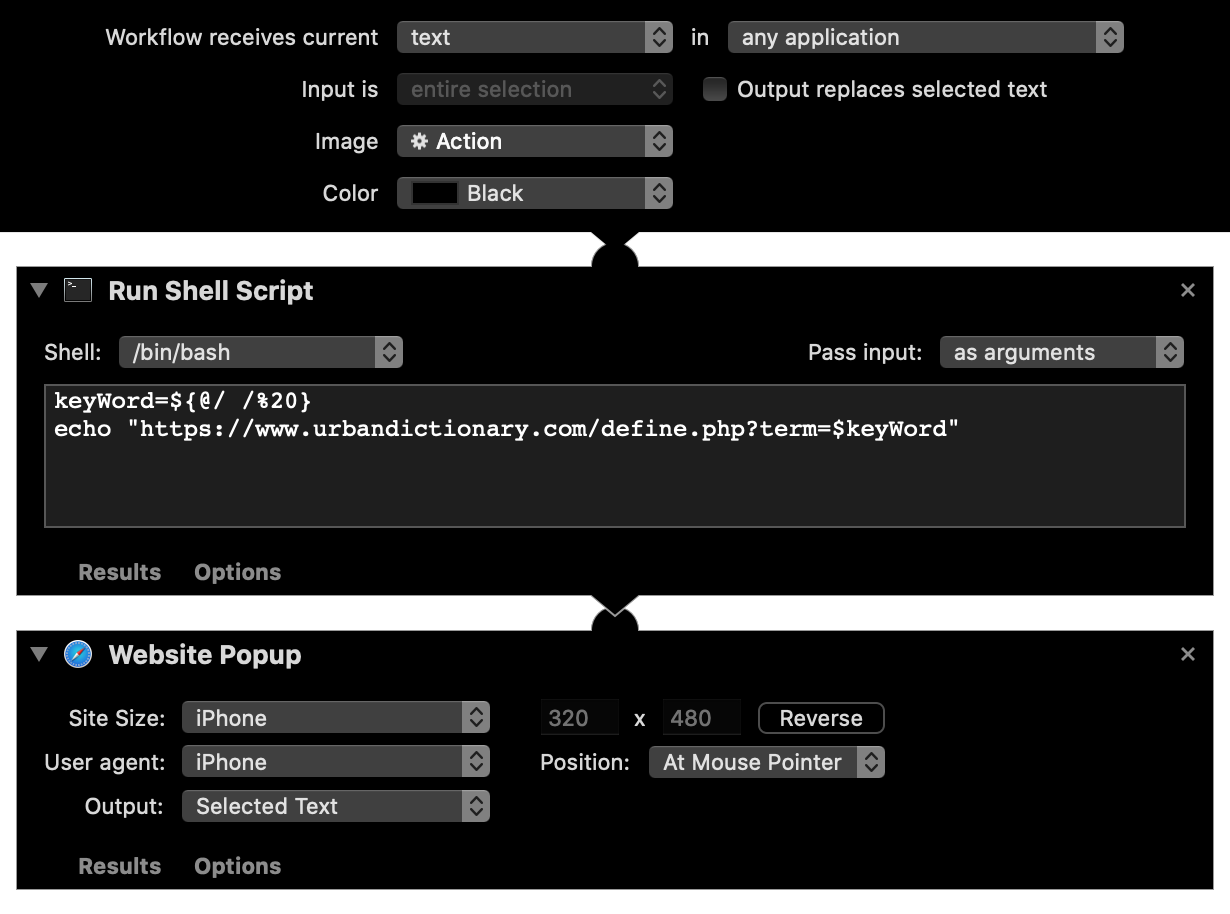 Workflow receives current text in any application
Input is entire selection Output replaces selected text
Image Action
Color Black
Run Shell Script
Shell: /bin/bash Pass input: as arguments
keyWord=${@/ /%20}
echo "https://www.urbandictionary.com/define.php?term=$keyWord"
Results Options
Website Popup
Site Size: iPhone 320 x 480 Reverse
User agent: iPhone Position: At Mouse Pointer
Output: Selected Text
Results Options